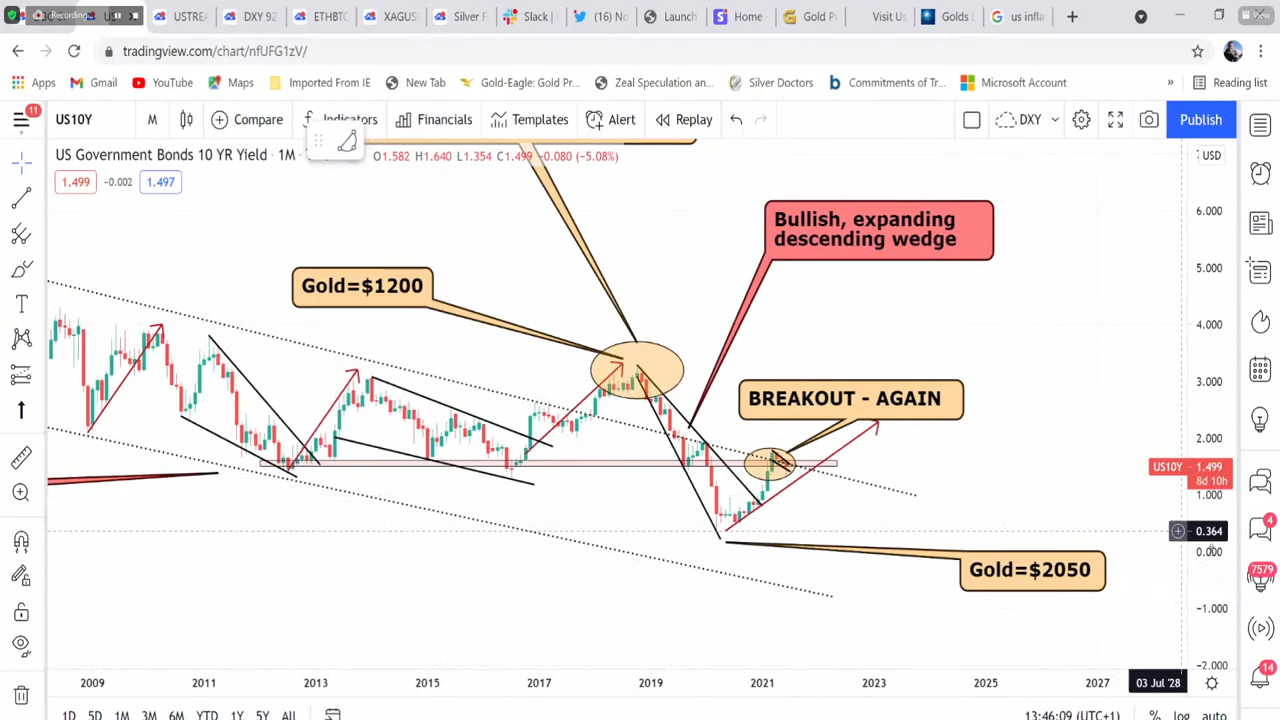 Recording...
USTREA
DXY 92
ETHBTC
XAGUS
Silver F
Slack |
(16) No
Launch
Home
Gold P
Visit Us
Golds L
us infla
View
tradingview.com/chart/nfUFG1zV/
Apps
Gmail
YouTube
Maps
Imported From IE
New Tab
Gold-Eagle: Gold Pr...
Zeal Speculation an...
Silver Doctors
Commitments of Tr...
Microsoft Account
»
Reading list
11
US10Y
M
Compare
Indicators
Financials
Templates
Alert
Replay
DXY
Publish
US Government Bonds 10 YR Yield · 1M ·
O1.582 H1.640 L1.354 C1.499 -0.080 (-5.08%)
USD
1.499
-0.002
1.497
6.000
Bullish, expanding
descending wedge
5.000
Gold=$1200
4.000
3.000
BREAKOUT - AGAIN
2.000
US10Y
1.499
8d 10h
1.000
0.364
0.000
Gold=$2050
−1.000
−2.000
4
7579
14
2009
2011
2013
2015
2017
2019
2021
2023
2025
2027
03 Jul '28
1D
5D
1M
3M
6M
YTD
1Y
5Y
All
13:46:09 (UTC+1)
%
log
auto